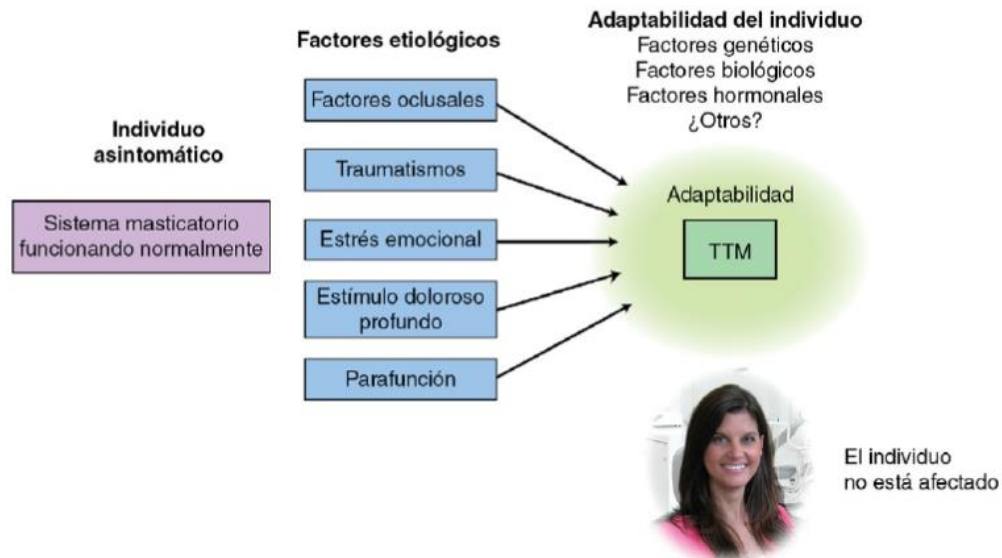 Individuo
asintomático
Sistema masticatorio
funcionando normalmente
Factores etiológicos
Factores oclusales
Traumatismos
Estrés emocional
Estímulo doloroso
profundo
Parafunción
Adaptabilidad del individuo
Factores genéticos
Factores biológicos
Factores hormonales
¿Otros?
Adaptabilidad
TTM
El individuo
no está afectado